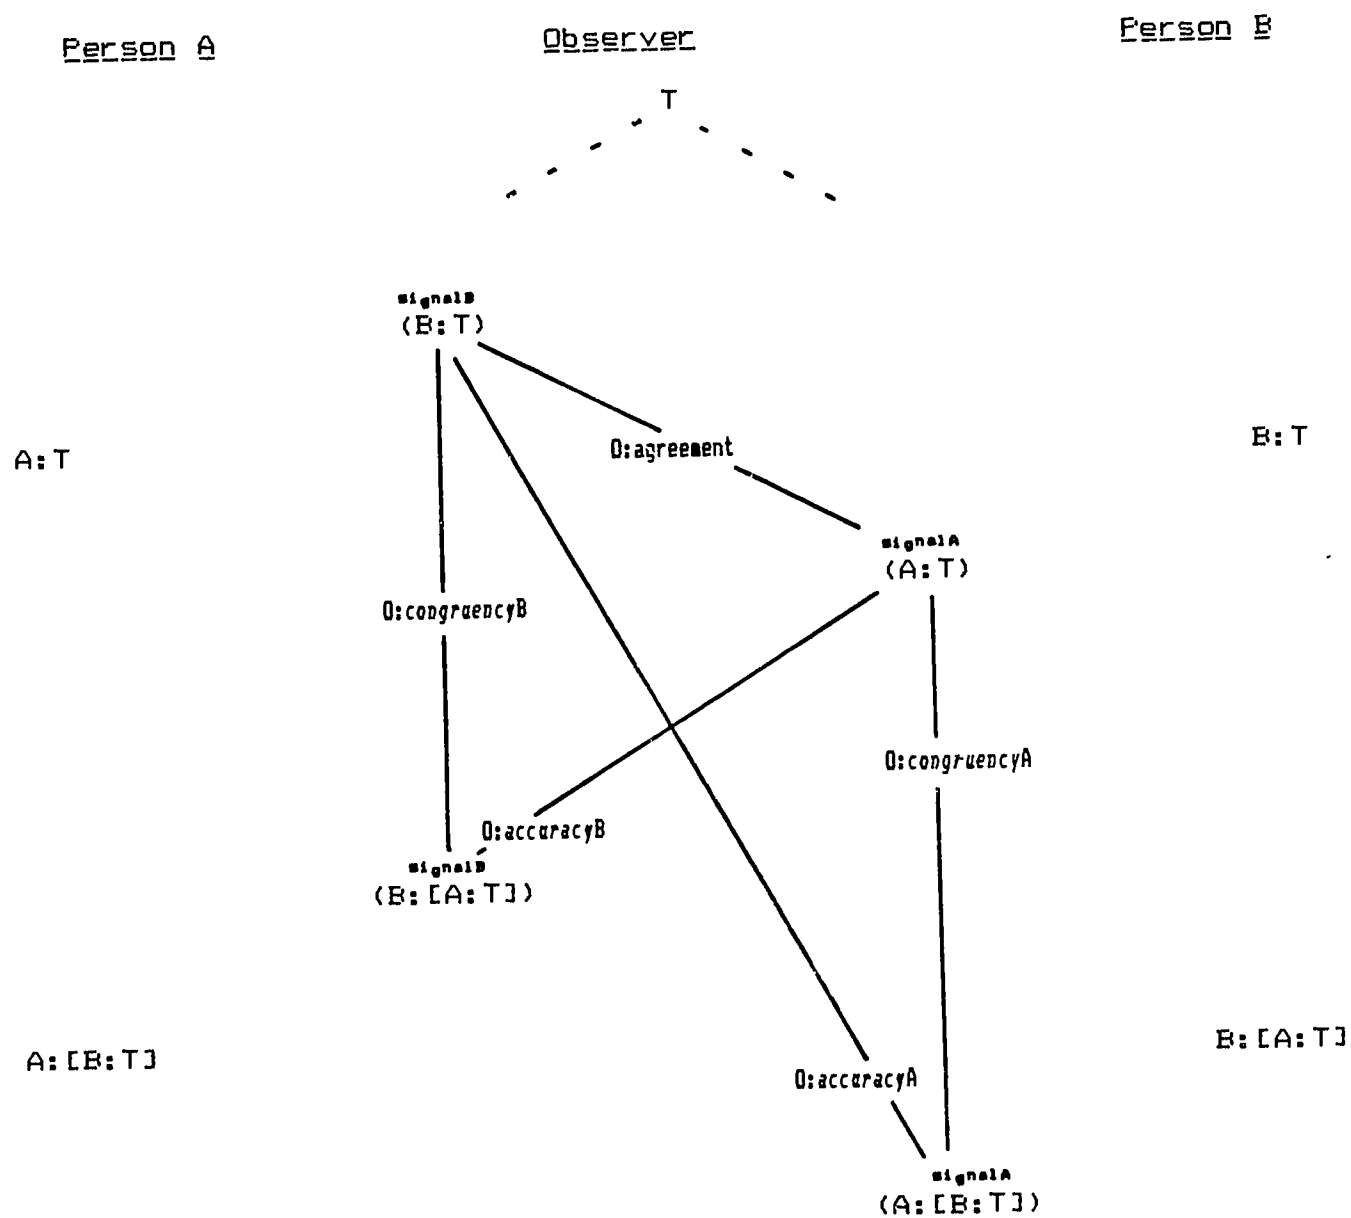 Person A
Observer
Person B
T
signalB
(B:T)
A:T
O:agreement
B:T
signalA
(A:T)
O:congruencyB
O:congruencyA
O:accuracyB
signalB
(B:[A:T])
A:[B:T]
B:[A:T]
O:accuracyA
signalA
(A:[B:T])